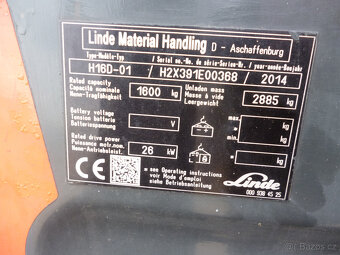 Linde Material Handling D - Aschaffenburg
Type-Modèle-Typ / Serial no.-No. de série-Serien-Nr. / year-année-Baujahr
H16D-01 / H2X391E00368 / 2014
Rated capacity
Capacité nominale
Nenn-Tragfähigkeit
1600 kg
Unladen mass
Masse à vide
Leergewicht
2885 kg
Battery voltage
Tension batterie
Batteriespannung
- V
max
- kg
min
- kg
Rated drive power
Puissance motr.nom.
Nenn-Antriebsleist.
26 kW
- kg
see Operating instructions
voir Mode d'emploi
siehe Betriebsanleitung
CE
Linde
000 938 45 25
Bazoš.cz